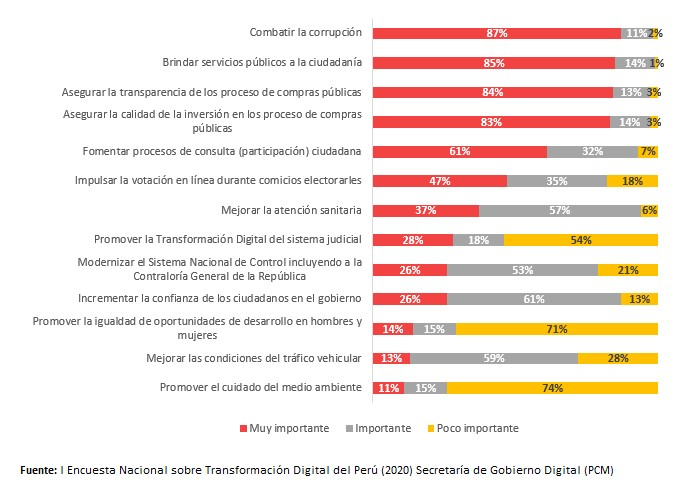 Combatir la corrupción
87% 11% 2%
Brindar servicios públicos a la ciudadanía
85% 14% 1%
Asegurar la transparencia de los proceso de compras públicas
84% 13% 3%
Asegurar la calidad de la inversión en los proceso de compras
públicas
83% 14% 3%
Fomentar procesos de consulta (participación) ciudadana
61% 32% 7%
Impulsar la votación en línea durante comicios electorarles
47% 35% 18%
Mejorar la atención sanitaria
37% 57% 6%
Promover la Transformación Digital del sistema judicial
28% 18% 54%
Modernizar el Sistema Nacional de Control incluyendo a la
Contraloría General de la República
26% 53% 21%
Incrementar la confianza de los ciudadanos en el gobierno
26% 61% 13%
Promover la igualdad de oportunidades de desarrollo en hombres y
mujeres
14% 15% 71%
Mejorar las condiciones del tráfico vehicular
13% 59% 28%
Promover el cuidado del medio ambiente
11% 15% 74%
Muy importante Importante Poco importante
Fuente: I Encuesta Nacional sobre Transformación Digital del Perú (2020) Secretaría de Gobierno Digital (PCM)